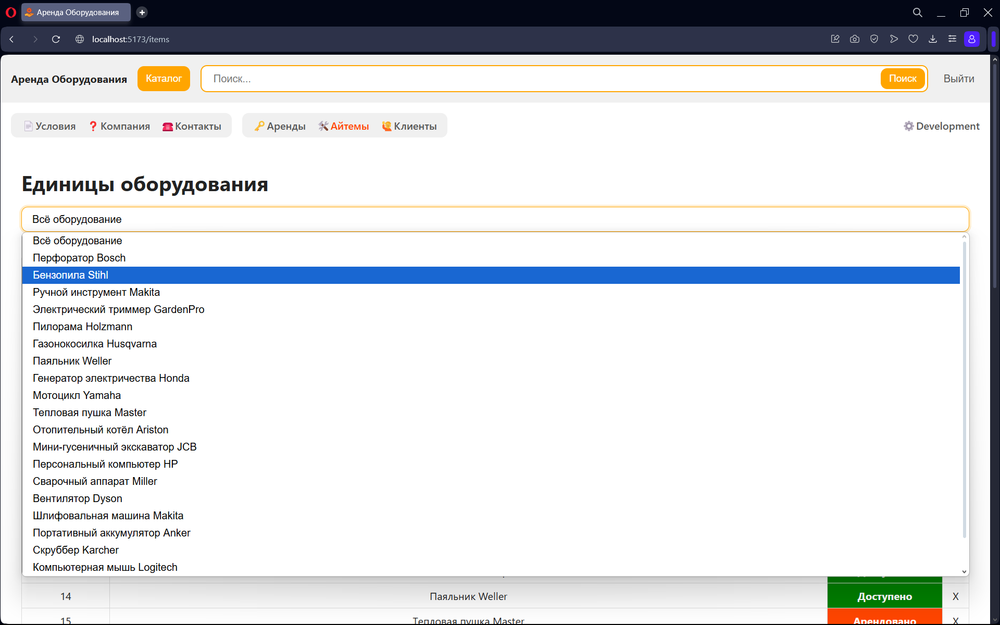 Аренда Оборудования
localhost:5173/items
Аренда Оборудования Каталог Поиск... Поиск Выйти
Условия Компания Контакты Аренды Айтемы Клиенты Development
Единицы оборудования
Всё оборудование
Всё оборудование
Перфоратор Bosch
Бензопила Stihl
Ручной инструмент Makita
Электрический триммер GardenPro
Пилорама Holzmann
Газонокосилка Husqvarna
Паяльник Weller
Генератор электричества Honda
Мотоцикл Yamaha
Тепловая пушка Master
Отопительный котёл Ariston
Мини-гусеничный экскаватор JCB
Персональный компьютер HP
Сварочный аппарат Miller
Вентилятор Dyson
Шлифовальная машина Makita
Портативный аккумулятор Anker
Скруббер Karcher
Компьютерная мышь Logitech
14 Паяльник Weller Доступено X
15 Тепловая пушка Master Арендовано X